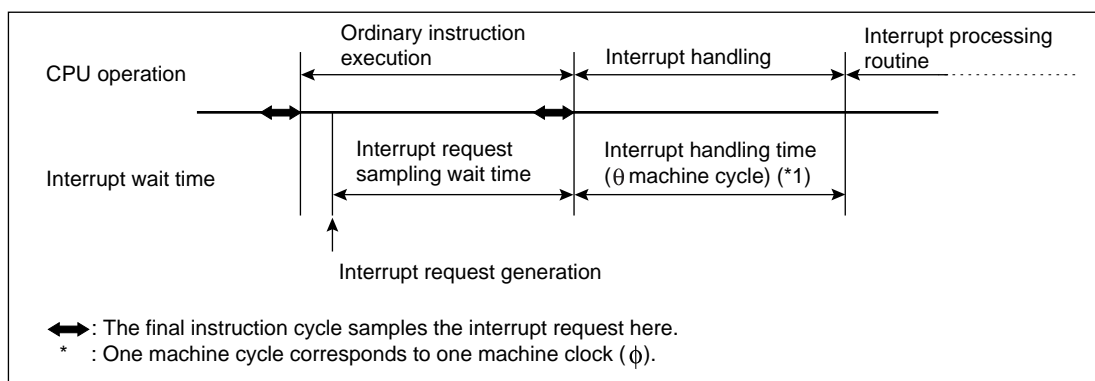 Ordinary instruction
execution
Interrupt handling
Interrupt processing
routine
CPU operation
Interrupt wait time
Interrupt request
sampling wait time
Interrupt handling time
(θ machine cycle) (*1)
Interrupt request generation
: The final instruction cycle samples the interrupt request here.
* : One machine cycle corresponds to one machine clock (ϕ).